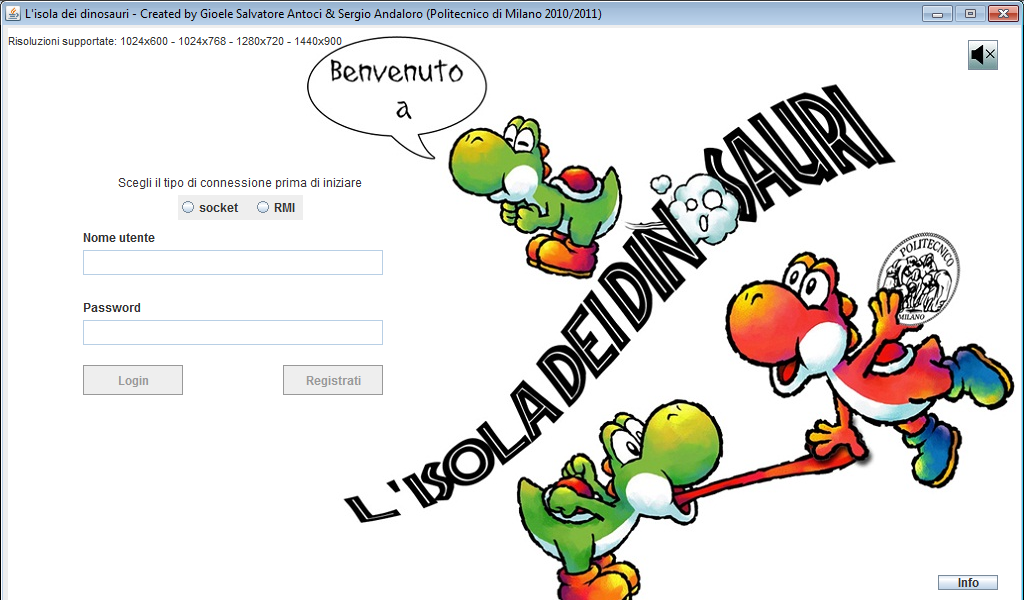 L'isola dei dinosauri - Created by Gioele Salvatore Antoci & Sergio Andaloro (Politecnico di Milano 2010/2011)
Risoluzioni supportate: 1024x600 - 1024x768 - 1280x720 - 1440x900
Benvenuto
a
L'ISOLA DEI DINOSAURI
Scegli il tipo di connessione prima di iniziare
socket RMI
Nome utente
Password
Login Registrati
POLITECNICO
MILANO
Info